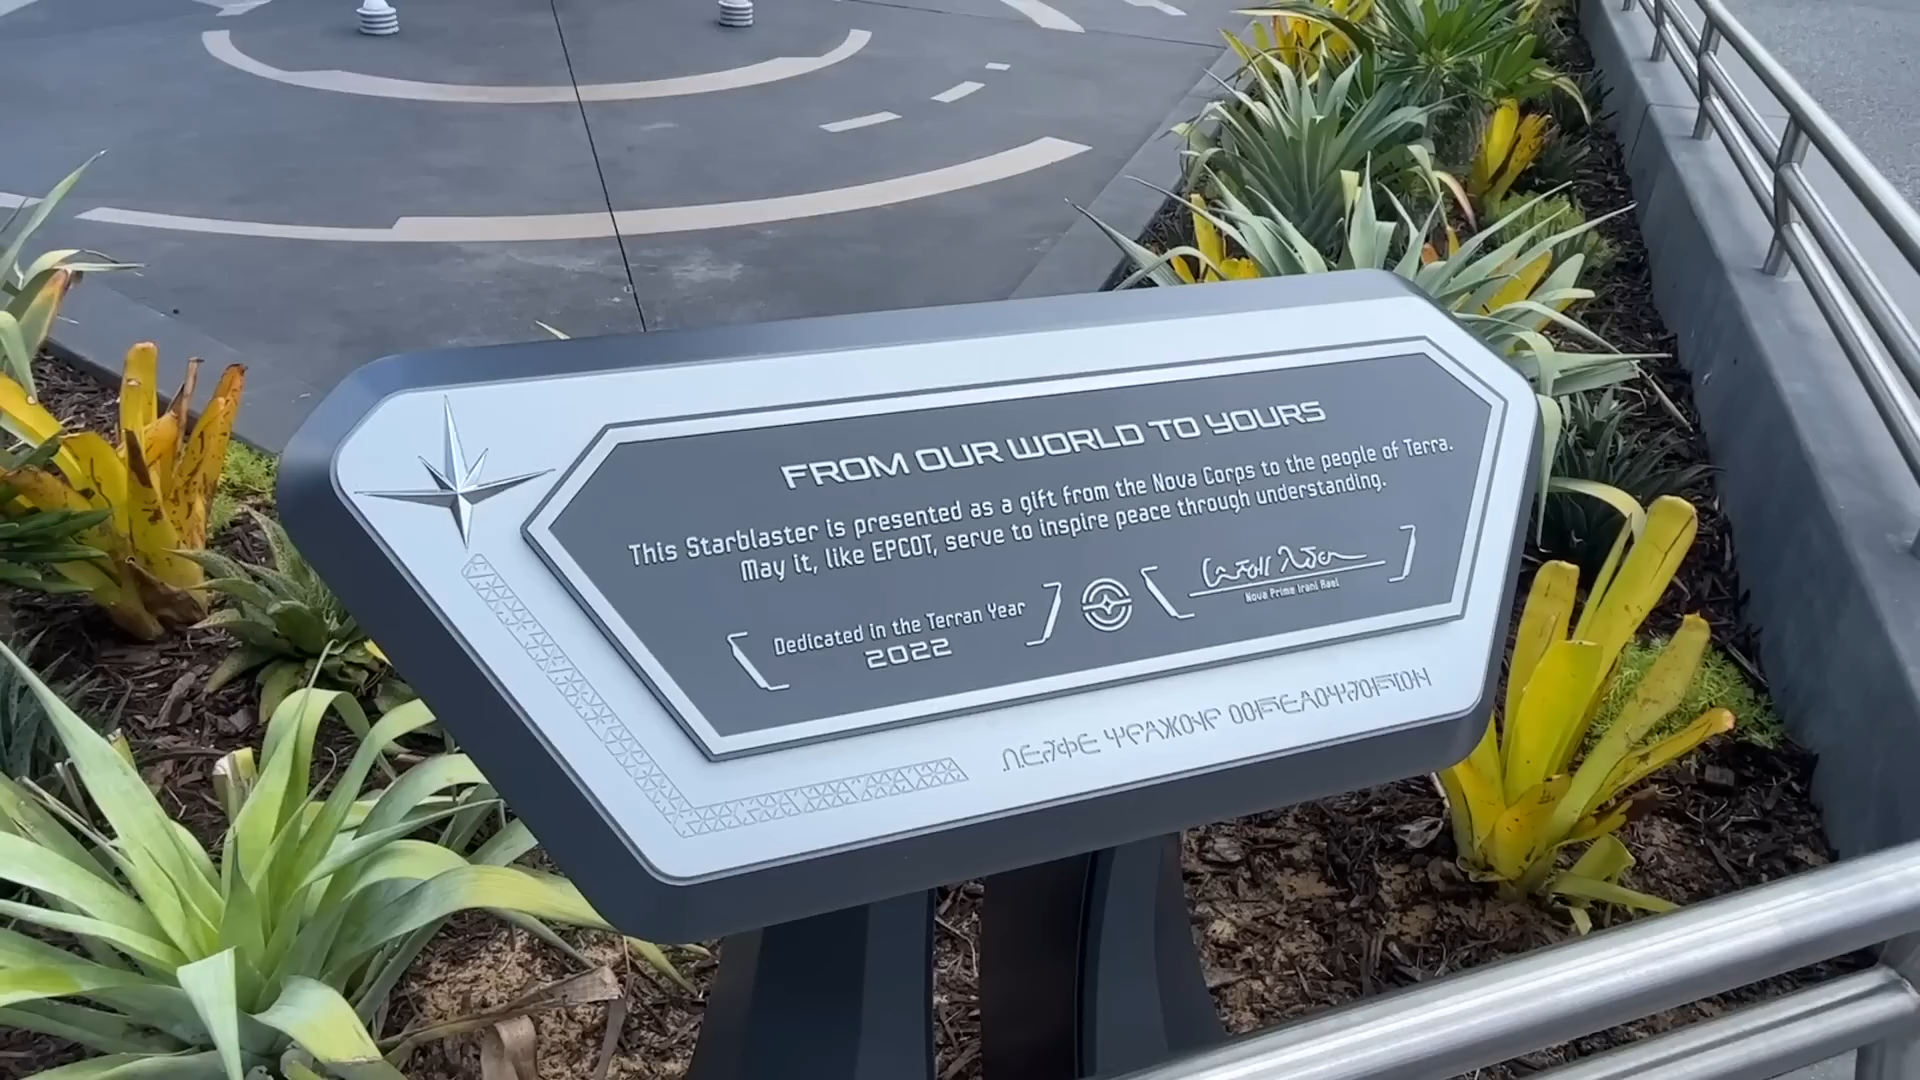 FROM OUR WORLD TO YOURS
This Starblaster is presented as a gift from the Nova Corps to the people of Terra.
May it, like EPCOT, serve to inspire peace through understanding.
Dedicated in the Terran Year
2022
Nova Prime Irani Rael